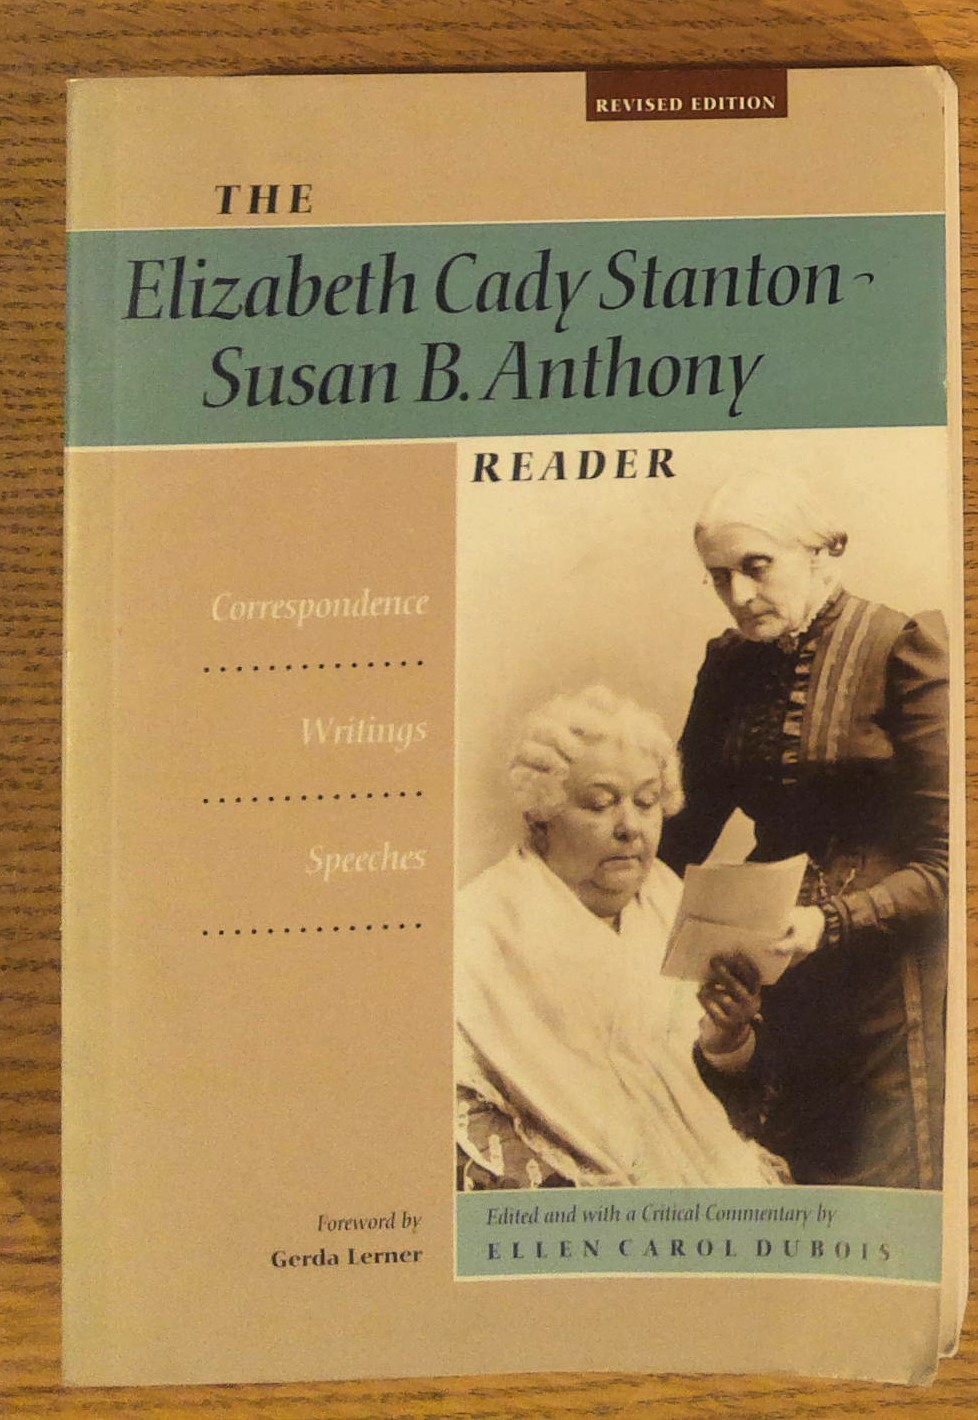 REVISED EDITION
THE
Elizabeth Cady Stanton-
Susan B. Anthony
READER
Correspondence
Writings
Speeches
Foreword by
Gerda Lerner
Edited and with a Critical Commentary by
ELLEN CAROL DUBOIS